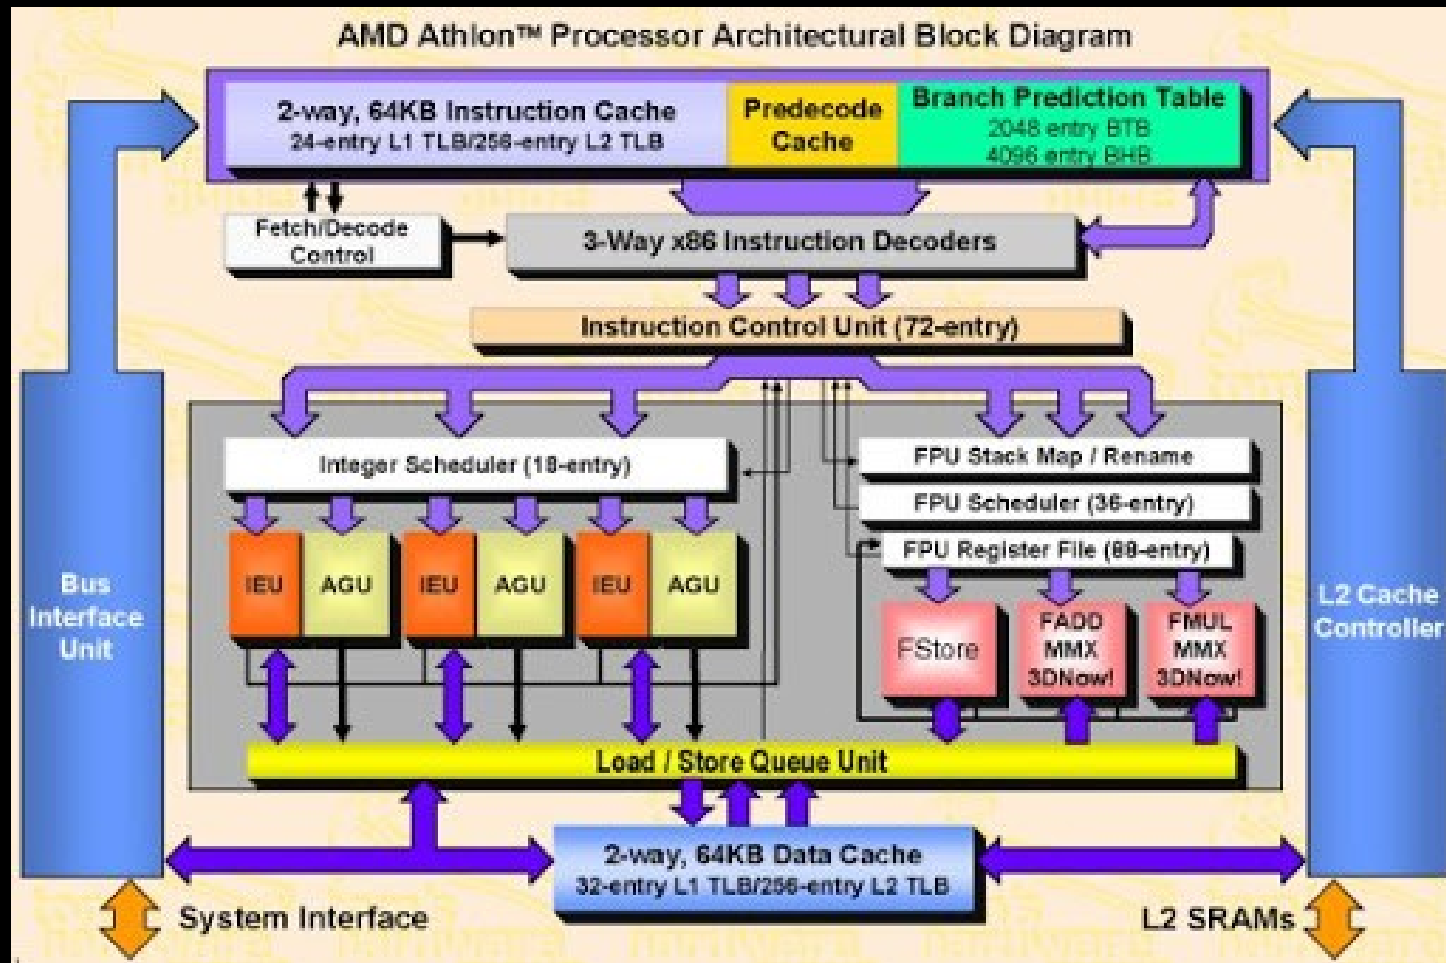 AMD Athlon™ Processor Architectural Block Diagram
2-way, 64KB Instruction Cache
24-entry L1 TLB/256-entry L2 TLB
Predecode
Cache
Branch Prediction Table
2048 entry BTB
4096 entry BHB
Fetch/Decode
Control
3-Way x86 Instruction Decoders
Instruction Control Unit (72-entry)
Integer Scheduler (18-entry)
FPU Stack Map / Rename
FPU Scheduler (36-entry)
FPU Register File (88-entry)
Bus
Interface
Unit
IEU
AGU
IEU
AGU
IEU
AGU
FStore
FADD
MMX
3DNow!
FMUL
MMX
3DNow!
L2 Cache
Controller
Load / Store Queue Unit
2-way, 64KB Data Cache
32-entry L1 TLB/256-entry L2 TLB
System Interface
L2 SRAMs